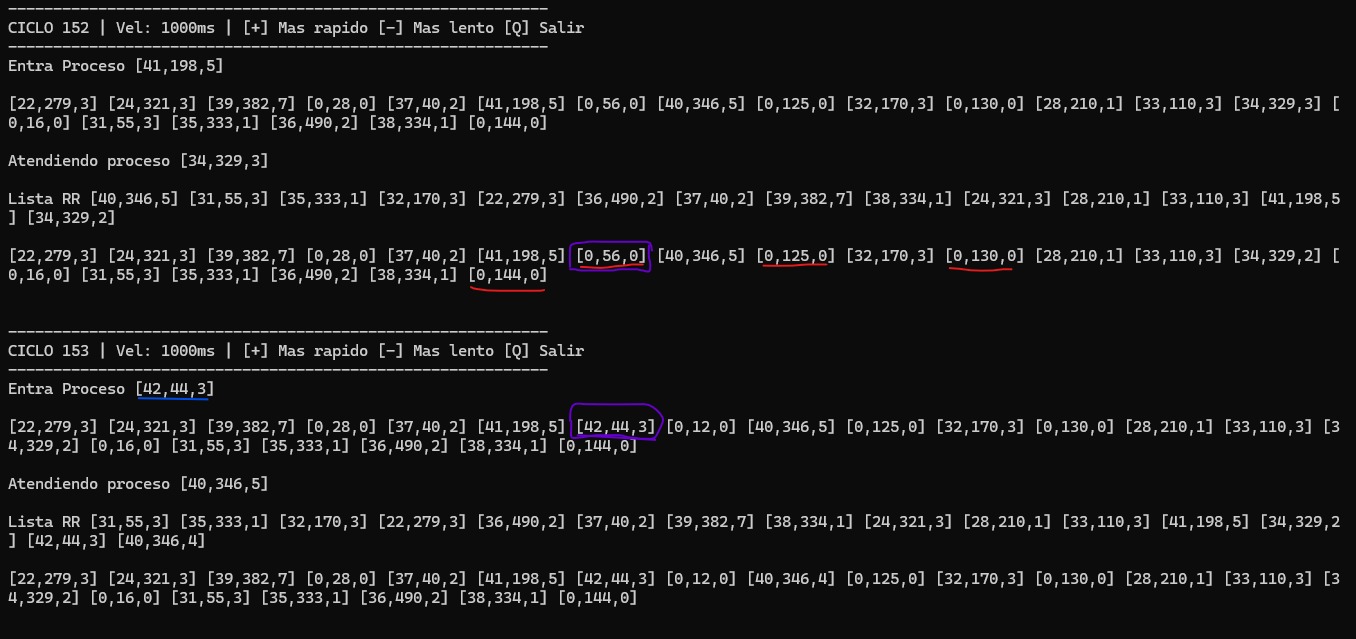 ------------------------------------------------------------
CICLO 152 | Vel: 1000ms | [+] Mas rapido [-] Mas lento [Q] Salir
------------------------------------------------------------
Entra Proceso [41,198,5]
[22,279,3] [24,321,3] [39,382,7] [0,28,0] [37,40,2] [41,198,5] [0,56,0] [40,346,5] [0,125,0] [32,170,3] [0,130,0] [28,210,1] [33,110,3] [34,329,3] [
0,16,0] [31,55,3] [35,333,1] [36,490,2] [38,334,1] [0,144,0]
Atendiendo proceso [34,329,3]
Lista RR [40,346,5] [31,55,3] [35,333,1] [32,170,3] [22,279,3] [36,490,2] [37,40,2] [39,382,7] [38,334,1] [24,321,3] [28,210,1] [33,110,3] [41,198,5
] [34,329,2]
[22,279,3] [24,321,3] [39,382,7] [0,28,0] [37,40,2] [41,198,5] [0,56,0] [40,346,5] [0,125,0] [32,170,3] [0,130,0] [28,210,1] [33,110,3] [34,329,2] [
0,16,0] [31,55,3] [35,333,1] [36,490,2] [38,334,1] [0,144,0]
------------------------------------------------------------
CICLO 153 | Vel: 1000ms | [+] Mas rapido [-] Mas lento [Q] Salir
------------------------------------------------------------
Entra Proceso [42,44,3]
[22,279,3] [24,321,3] [39,382,7] [0,28,0] [37,40,2] [41,198,5] [42,44,3] [0,12,0] [40,346,5] [0,125,0] [32,170,3] [0,130,0] [28,210,1] [33,110,3] [3
4,329,2] [0,16,0] [31,55,3] [35,333,1] [36,490,2] [38,334,1] [0,144,0]
Atendiendo proceso [40,346,5]
Lista RR [31,55,3] [35,333,1] [32,170,3] [22,279,3] [36,490,2] [37,40,2] [39,382,7] [38,334,1] [24,321,3] [28,210,1] [33,110,3] [41,198,5] [34,329,2
] [42,44,3] [40,346,4]
[22,279,3] [24,321,3] [39,382,7] [0,28,0] [37,40,2] [41,198,5] [42,44,3] [0,12,0] [40,346,4] [0,125,0] [32,170,3] [0,130,0] [28,210,1] [33,110,3] [3
4,329,2] [0,16,0] [31,55,3] [35,333,1] [36,490,2] [38,334,1] [0,144,0]